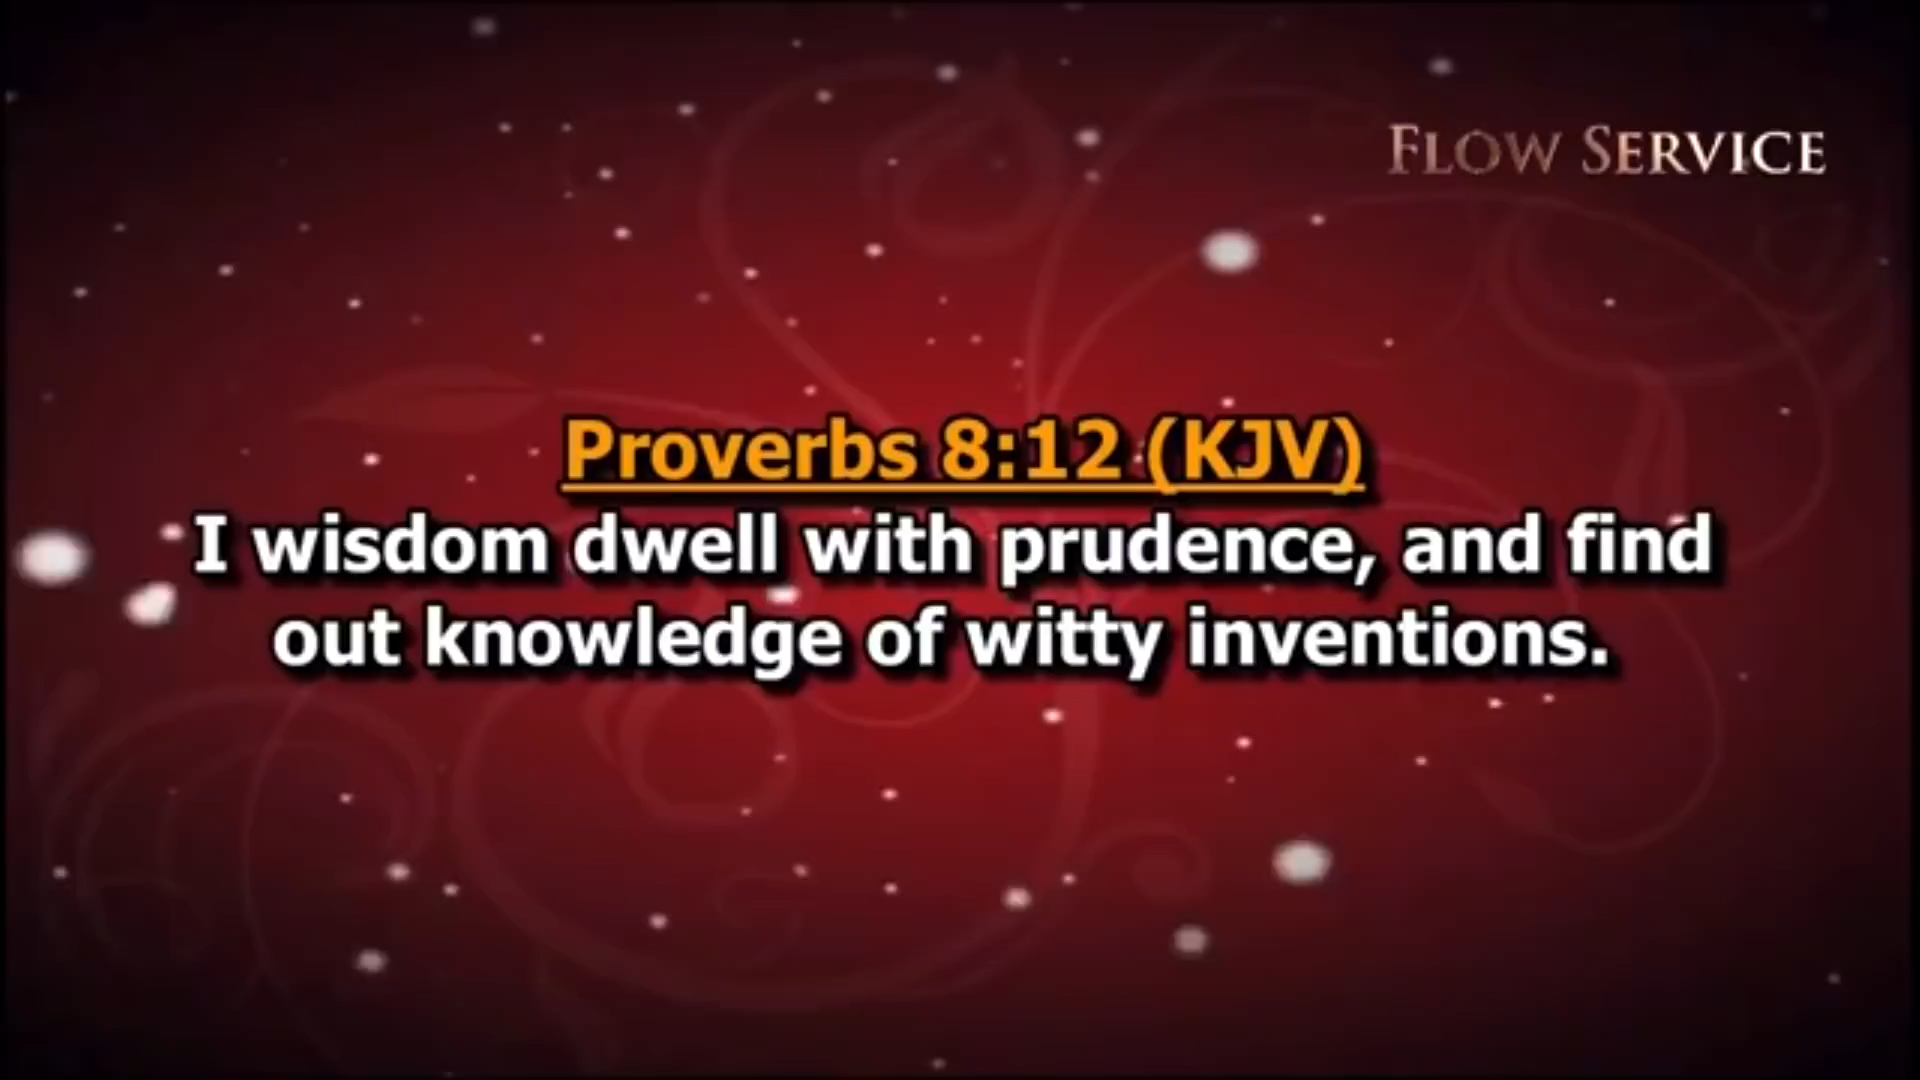 FLOW SERVICE
Proverbs 8:12 (KJV)
I wisdom dwell with prudence, and find
out knowledge of witty inventions.